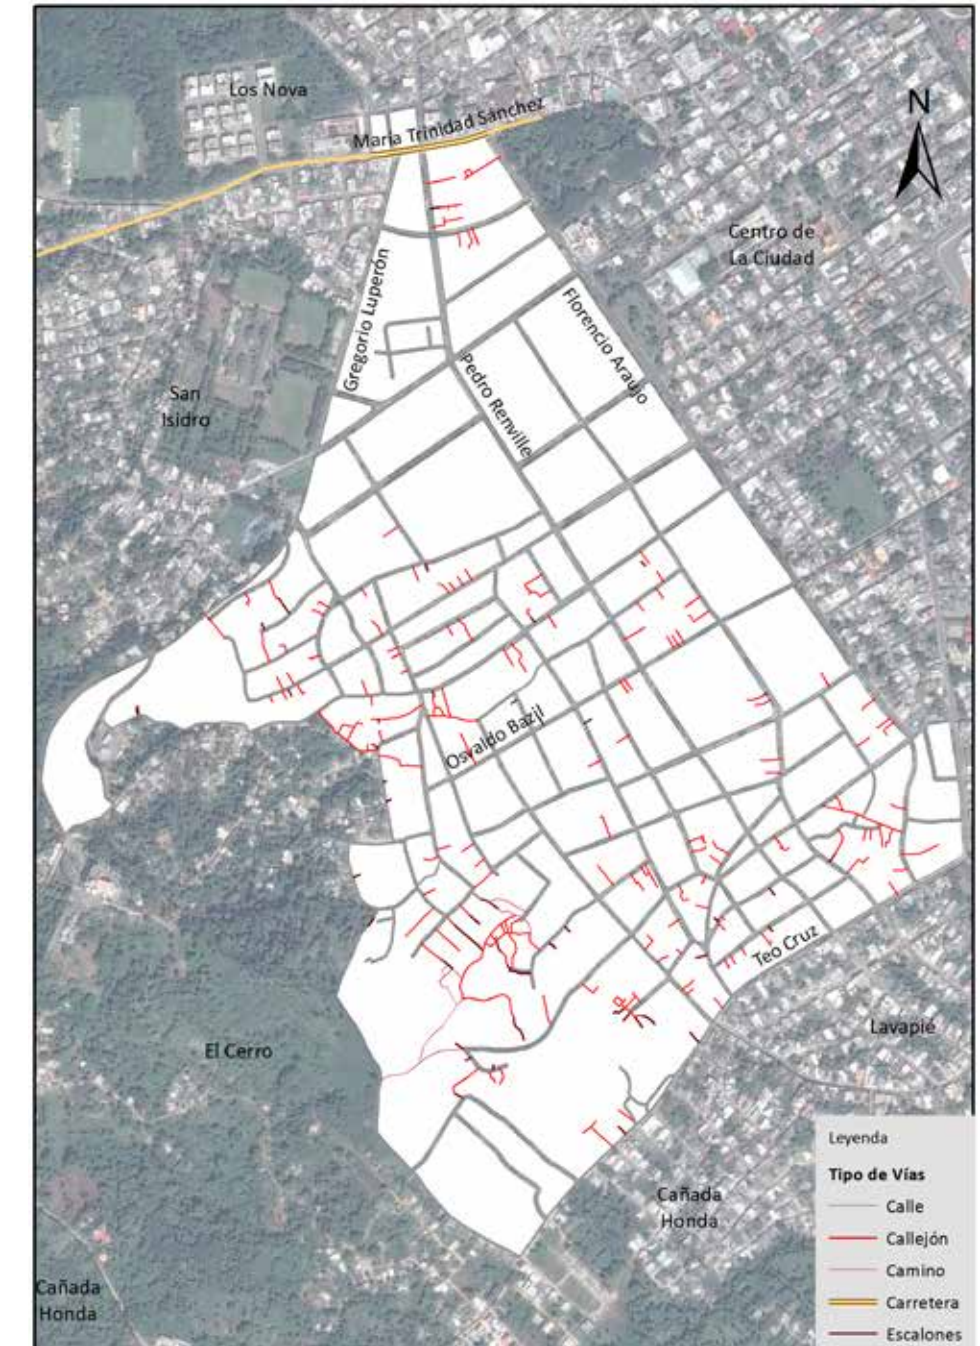 Los Nova
María Trinidad Sánchez
N
Centro de
La Ciudad
Gregorio Luperón
Florencio Araujo
San
Isidro
Pedro Renville
Osvaldo Bazil
Teo Cruz
Lavapié
El Cerro
Leyenda
Tipo de Vías
Calle
Callejón
Camino
Carretera
Escalones
Cañada
Honda
Cañada
Honda